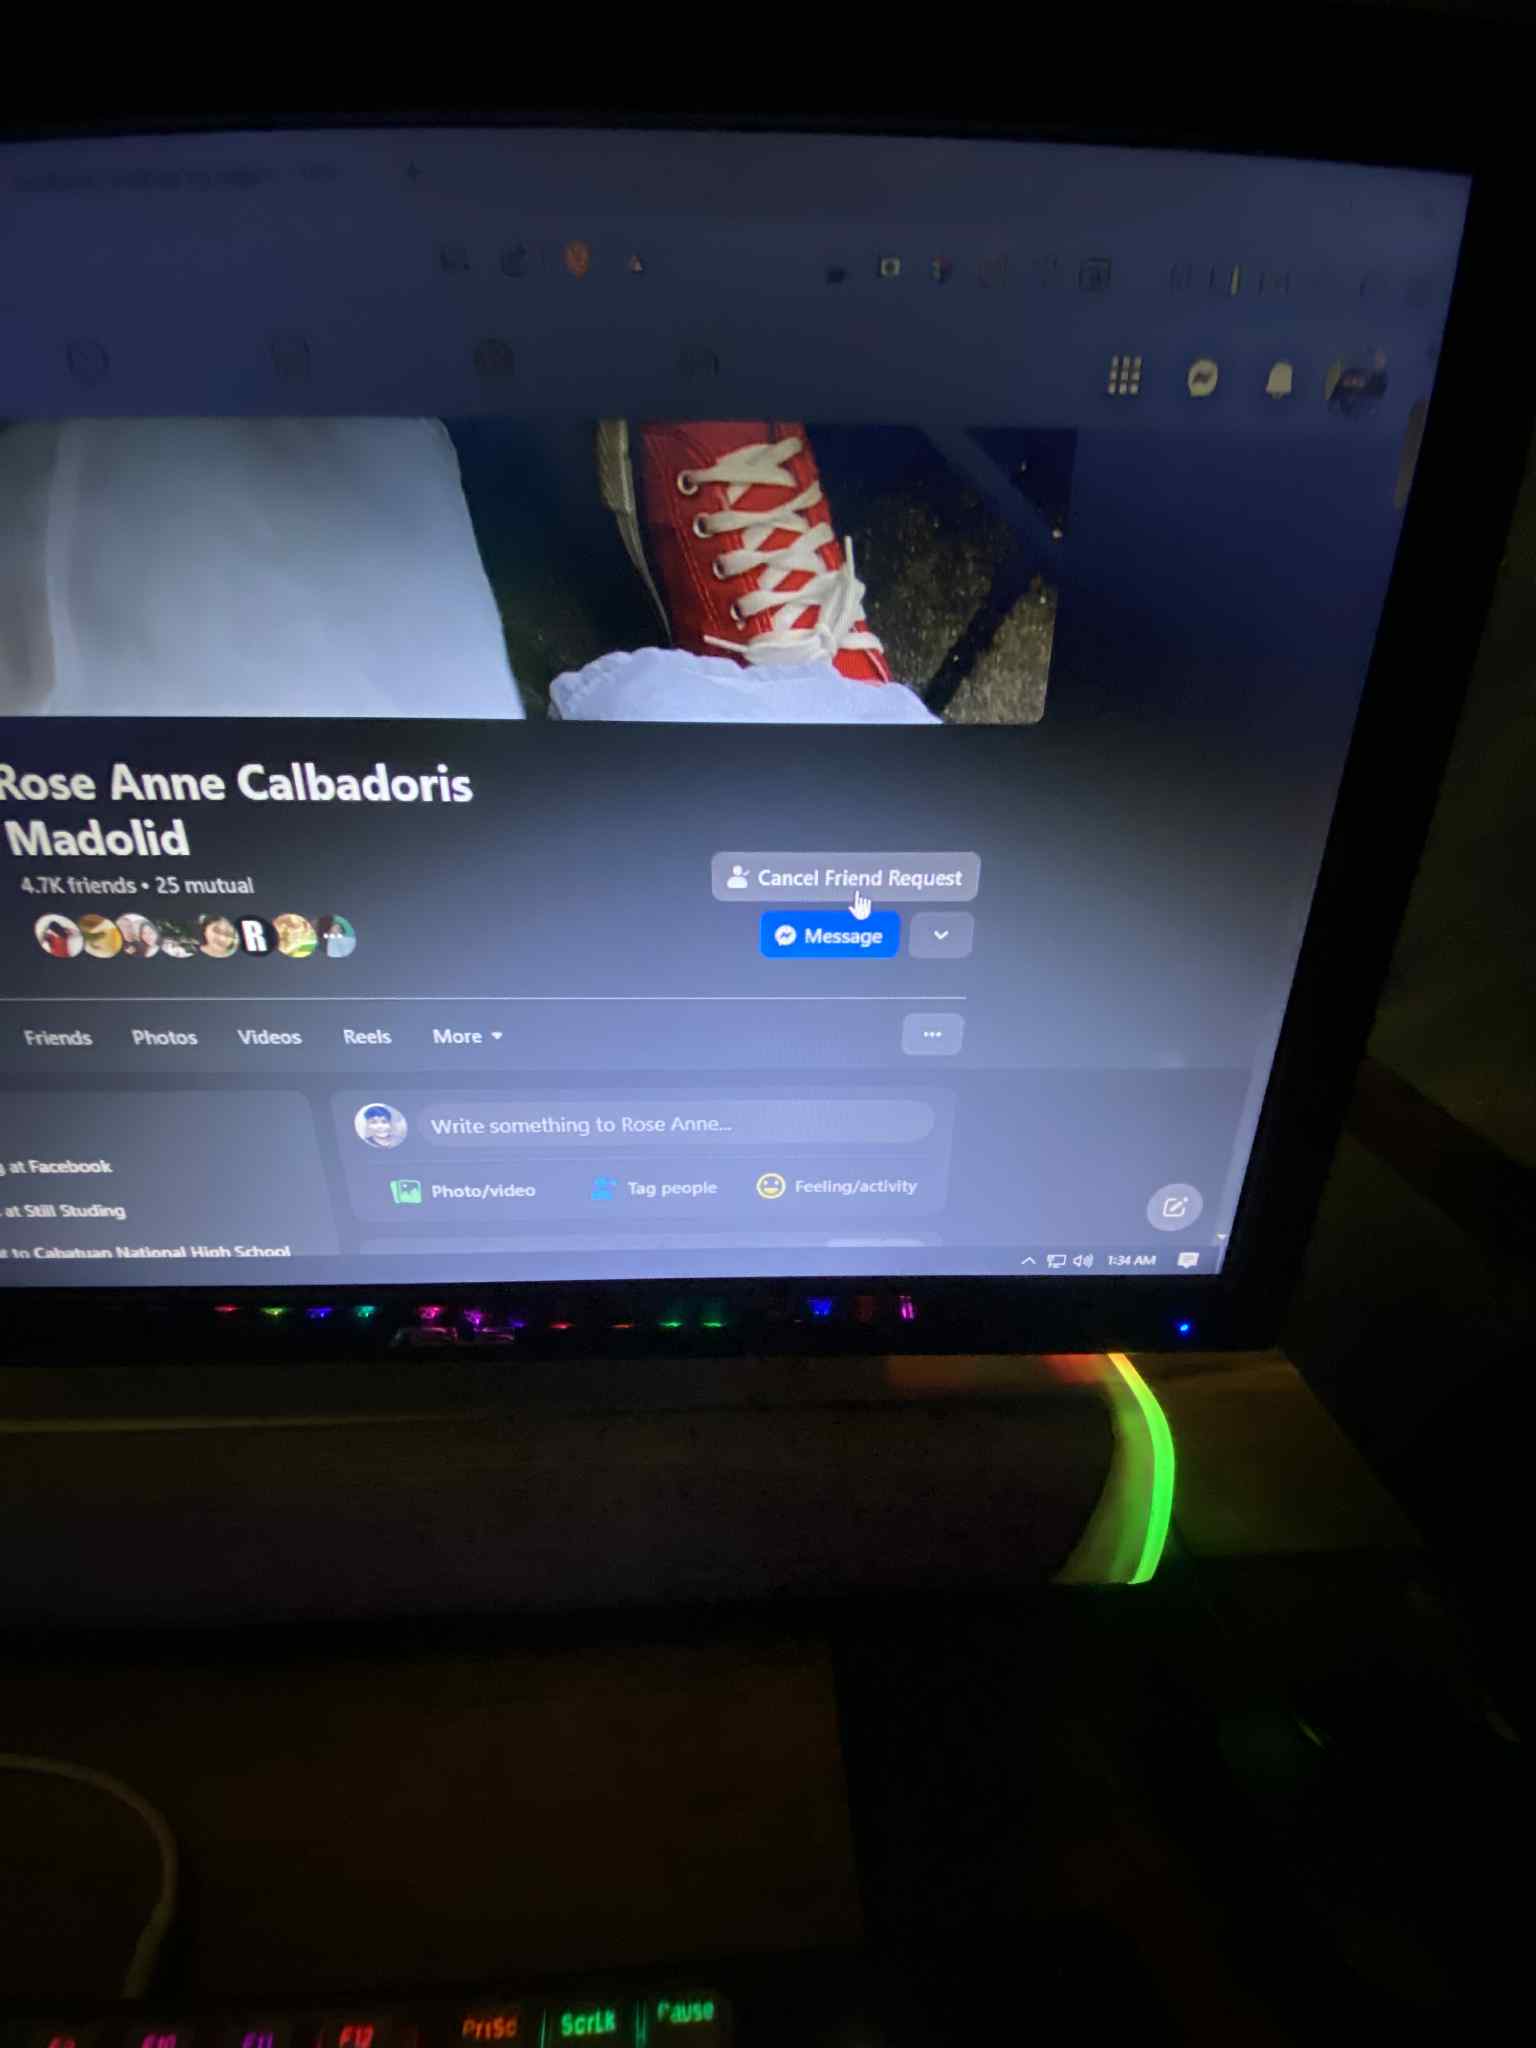 Rose Anne Calbadoris
Madolid
4.7K friends • 25 mutual
R
Cancel Friend Request
Message
Friends
Photos
Videos
Reels
More
Write something to Rose Anne...
Photo/video
Tag people
Feeling/activity
at Facebook
at Still Studing
to Cabatuan National High School
1:34 AM
F10
F11
F12
PrtSc
ScrLk
Pause